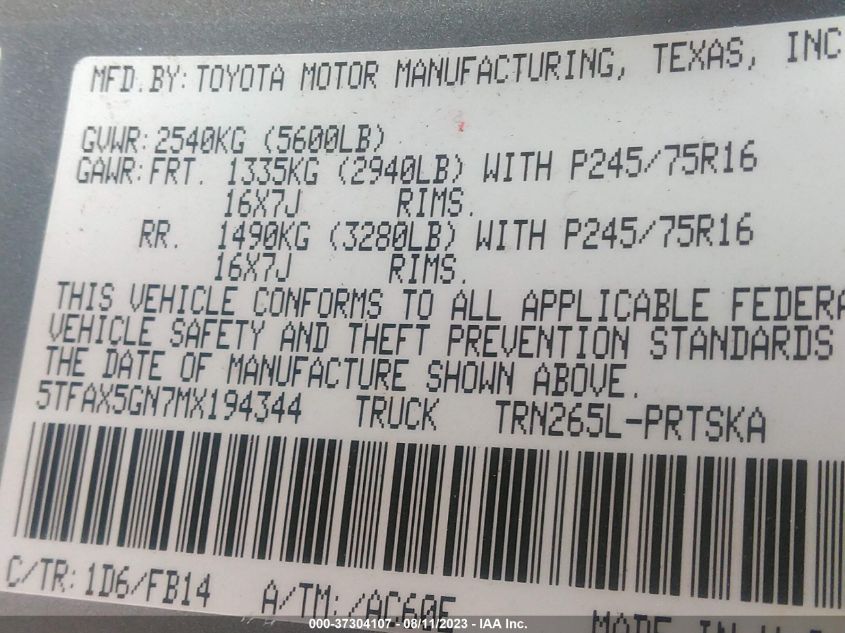 MFD. BY: TOYOTA MOTOR MANUFACTURING, TEXAS, INC
GVWR: 2540KG (5600LB)
GAWR: FRT. 1335KG (2940LB) WITH P245/75R16
16X7J RIMS.
RR. 1490KG (3280LB) WITH P245/75R16
16X7J RIMS.
THIS VEHICLE CONFORMS TO ALL APPLICABLE FEDERA
VEHICLE SAFETY AND THEFT PREVENTION STANDARDS
THE DATE OF MANUFACTURE SHOWN ABOVE.
5TFAX5GN7MX194344 TRUCK TRN265L-PRTSKA
C/TR: 1D6/FB14
A/TM: /AC60E
MADE IN
000-37304107 - 08/11/2023 - IAA Inc.